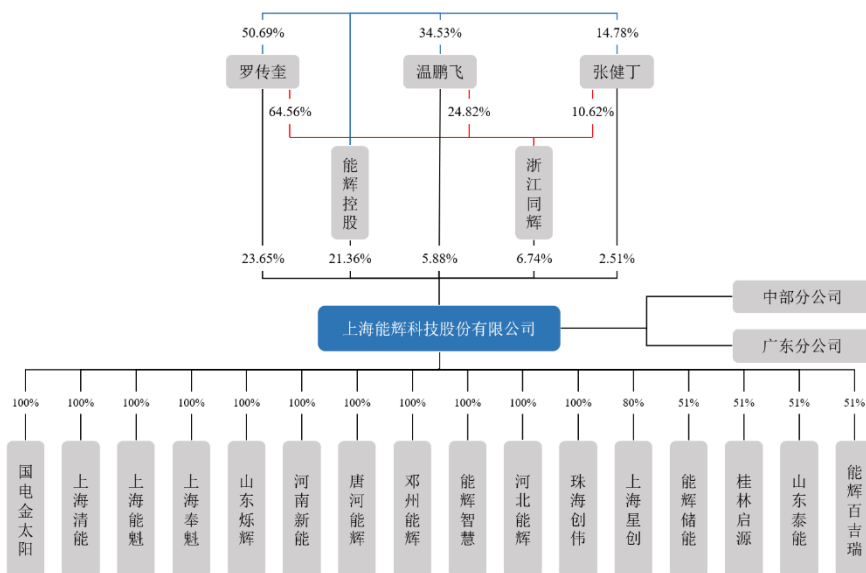 50.69%
34.53%
14.78%
罗传奎
温鹏飞
张健丁
64.56%
24.82%
10.62%
能辉控股
浙江同辉
23.65%
21.36%
5.88%
6.74%
2.51%
中部分公司
上海能辉科技股份有限公司
广东分公司
100%
100%
100%
100%
100%
100%
100%
100%
100%
100%
100%
80%
51%
51%
51%
51%
国电金太阳
上海清能
上海能魁
上海奉魁
山东烁辉
河南新能
唐河能辉
邓州能辉
能辉智慧
河北能辉
珠海创伟
上海星创
能辉储能
桂林启源
山东泰能
能辉百吉瑞